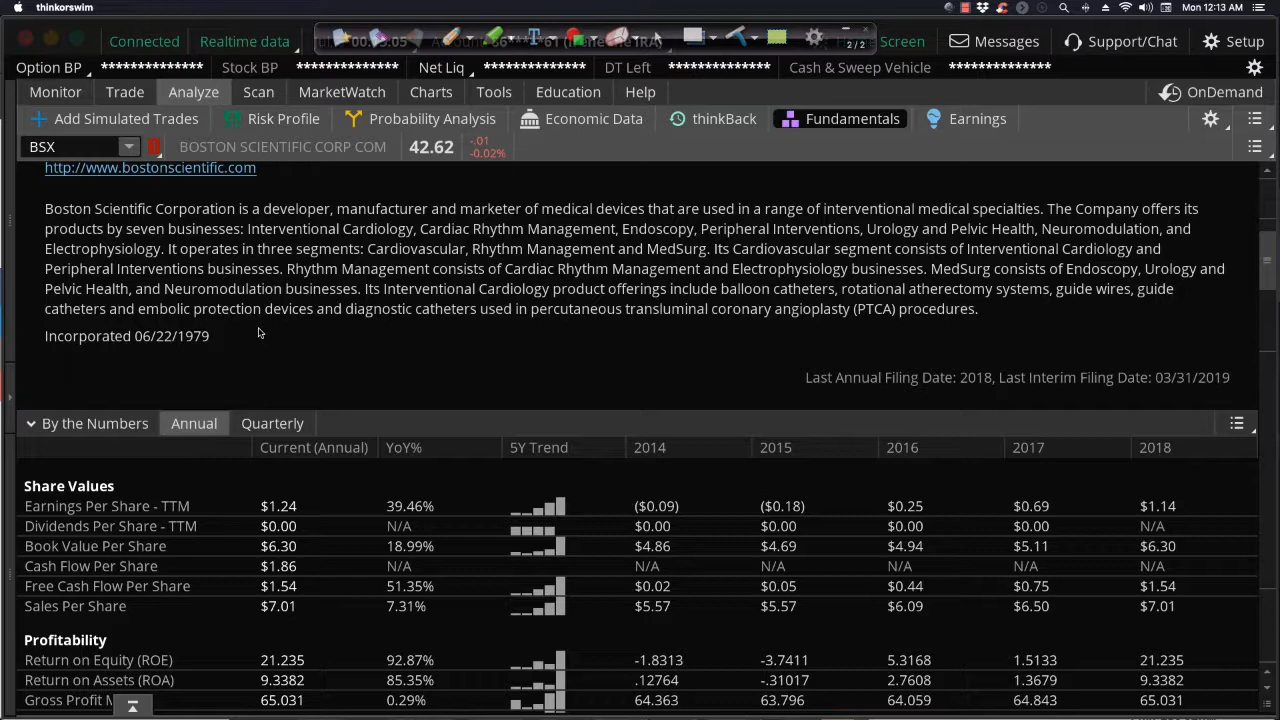 thinkorswim Mon 12:13 AM
Connected Realtime data 2/2 Screen Messages Support/Chat Setup
Option BP ************** Stock BP ************** Net Liq ************** DT Left ************** Cash & Sweep Vehicle **************
Monitor Trade Analyze Scan MarketWatch Charts Tools Education Help OnDemand
Add Simulated Trades Risk Profile Probability Analysis Economic Data thinkBack Fundamentals Earnings
BSX BOSTON SCIENTIFIC CORP COM 42.62 -.01
-0.02%
http://www.bostonscientific.com
Boston Scientific Corporation is a developer, manufacturer and marketer of medical devices that are used in a range of interventional medical specialties. The Company offers its
products by seven businesses: Interventional Cardiology, Cardiac Rhythm Management, Endoscopy, Peripheral Interventions, Urology and Pelvic Health, Neuromodulation, and
Electrophysiology. It operates in three segments: Cardiovascular, Rhythm Management and MedSurg. Its Cardiovascular segment consists of Interventional Cardiology and
Peripheral Interventions businesses. Rhythm Management consists of Cardiac Rhythm Management and Electrophysiology businesses. MedSurg consists of Endoscopy, Urology and
Pelvic Health, and Neuromodulation businesses. Its Interventional Cardiology product offerings include balloon catheters, rotational atherectomy systems, guide wires, guide
catheters and embolic protection devices and diagnostic catheters used in percutaneous transluminal coronary angioplasty (PTCA) procedures.
Incorporated 06/22/1979
Last Annual Filing Date: 2018, Last Interim Filing Date: 03/31/2019
By the Numbers Annual Quarterly
Current (Annual) YoY% 5Y Trend 2014 2015 2016 2017 2018
Share Values
Earnings Per Share - TTM $1.24 39.46% ($0.09) ($0.18) $0.25 $0.69 $1.14
Dividends Per Share - TTM $0.00 N/A $0.00 $0.00 $0.00 $0.00 N/A
Book Value Per Share $6.30 18.99% $4.86 $4.69 $4.94 $5.11 $6.30
Cash Flow Per Share $1.86 N/A N/A N/A N/A N/A N/A
Free Cash Flow Per Share $1.54 51.35% $0.02 $0.05 $0.44 $0.75 $1.54
Sales Per Share $7.01 7.31% $5.57 $5.57 $6.09 $6.50 $7.01
Profitability
Return on Equity (ROE) 21.235 92.87% -1.8313 -3.7411 5.3168 1.5133 21.235
Return on Assets (ROA) 9.3382 85.35% .12764 -.31017 2.7608 1.3679 9.3382
Gross Profit 65.031 0.29% 64.363 63.796 64.059 64.843 65.031